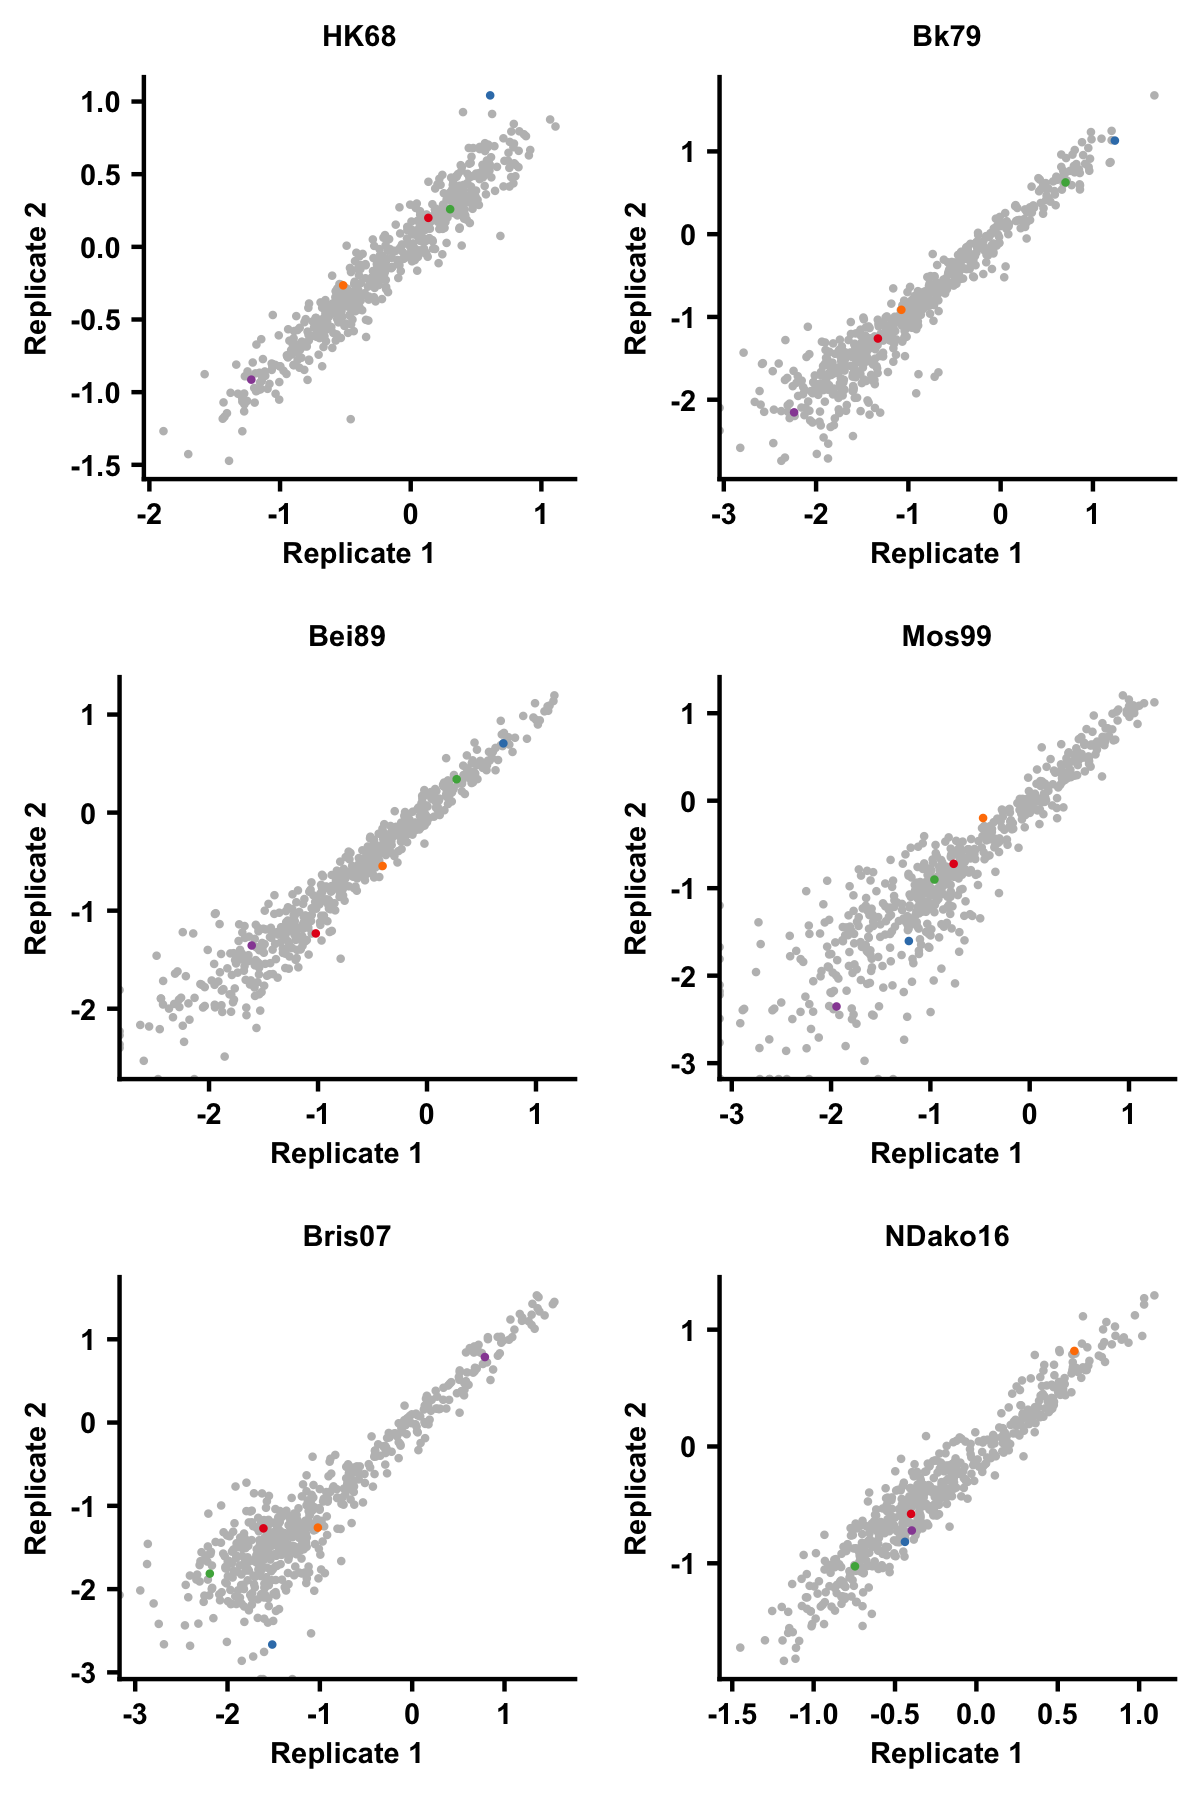 HK68
1.0
0.5
0.0
-0.5
-1.0
-1.5
Replicate 2
-2 -1 0 1
Replicate 1
Bk79
1
0
-1
-2
Replicate 2
-3 -2 -1 0 1
Replicate 1
Bei89
1
0
-1
-2
Replicate 2
-2 -1 0 1
Replicate 1
Mos99
1
0
-1
-2
-3
Replicate 2
-3 -2 -1 0 1
Replicate 1
Bris07
1
0
-1
-2
-3
Replicate 2
-3 -2 -1 0 1
Replicate 1
NDako16
1
0
-1
Replicate 2
-1.5 -1.0 -0.5 0.0 0.5 1.0
Replicate 1